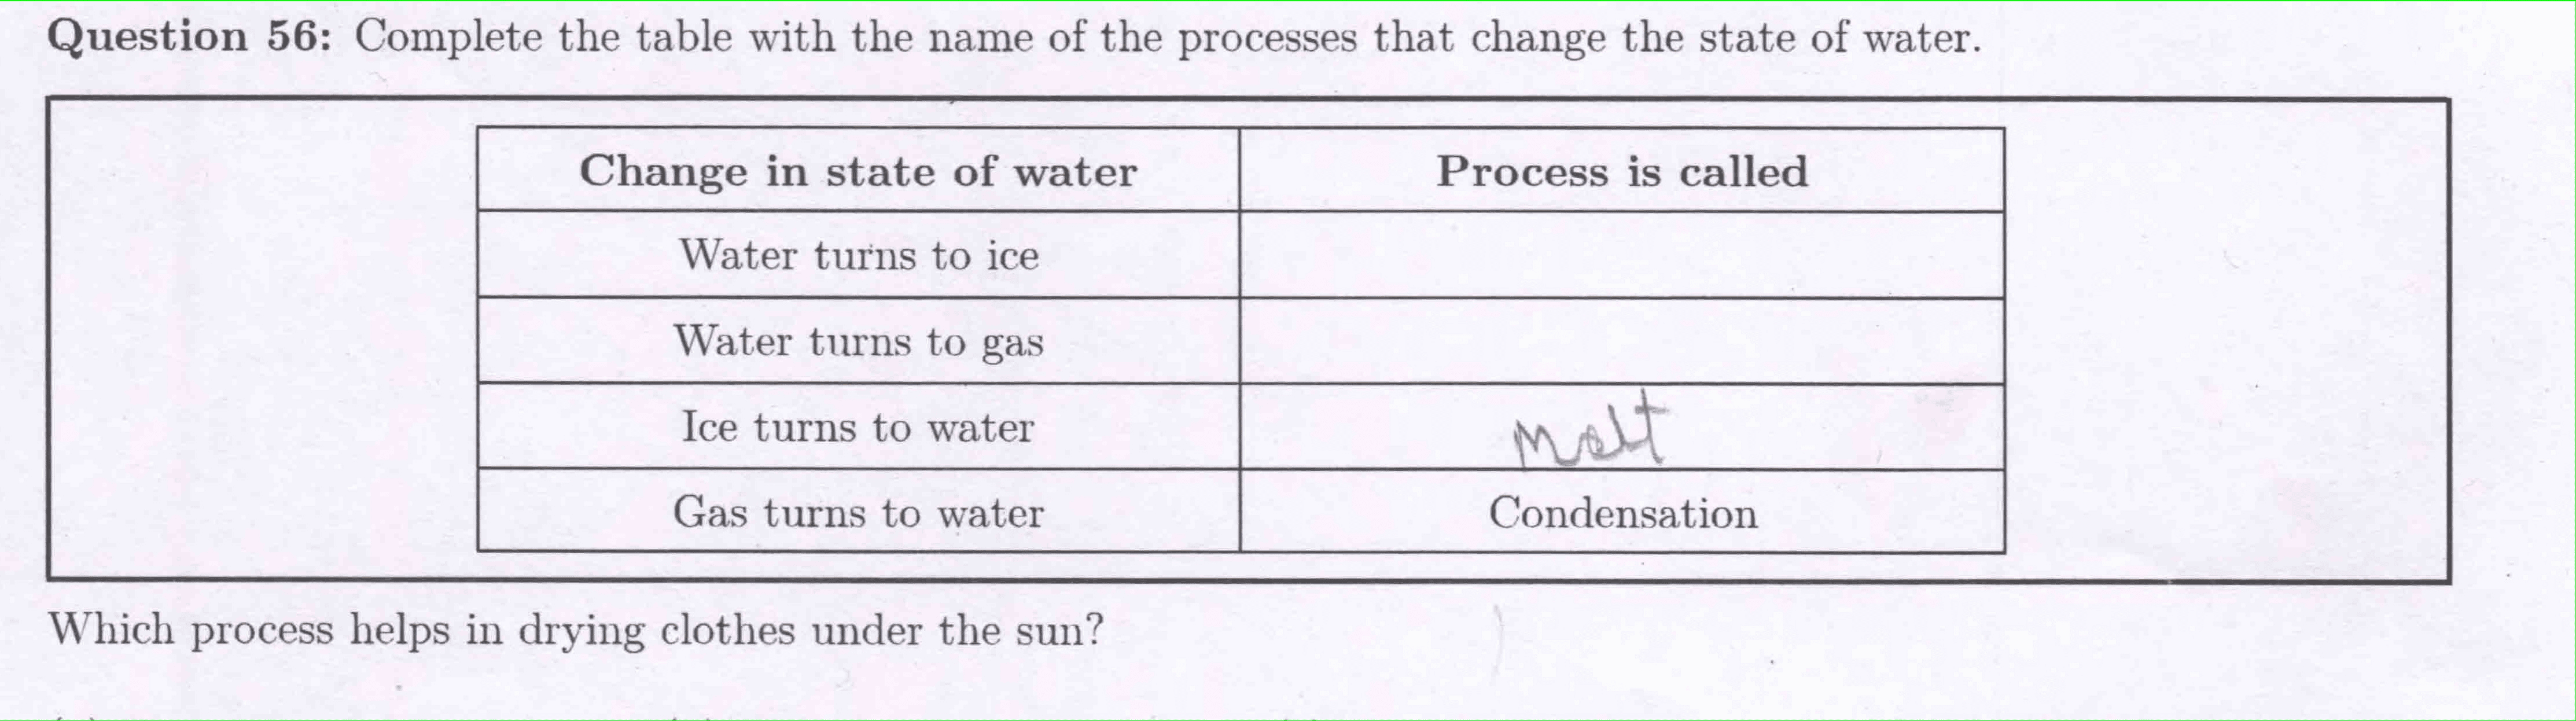 Question 56: Complete the table with the name of the processes that change the state of water.
Change in state of water Process is called
Water turns to ice
Water turns to gas
Ice turns to water Melt
Gas turns to water Condensation
Which process helps in drying clothes under the sun?